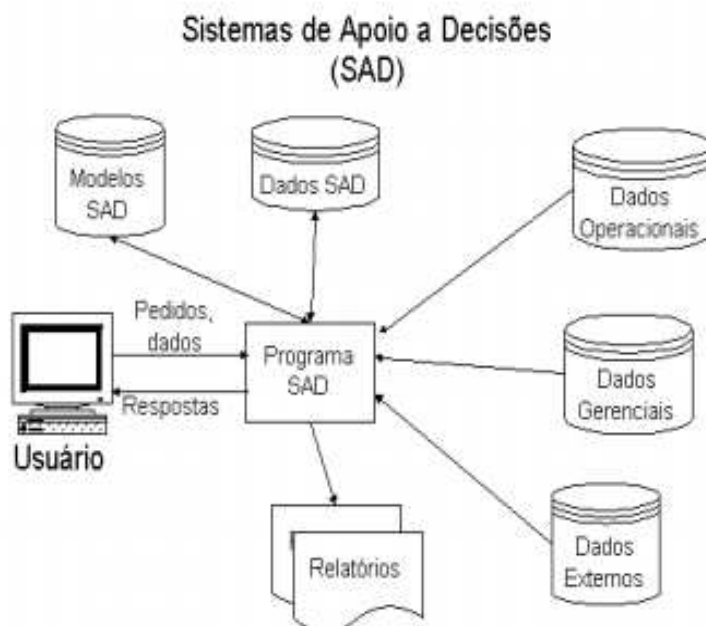 Sistemas de Apoio a Decisões
(SAD)
Modelos
SAD
Dados SAD
Dados
Operacionais
Pedidos,
dados
Programa
SAD
Respostas
Dados
Gerenciais
Usuário
Relatórios
Dados
Externos